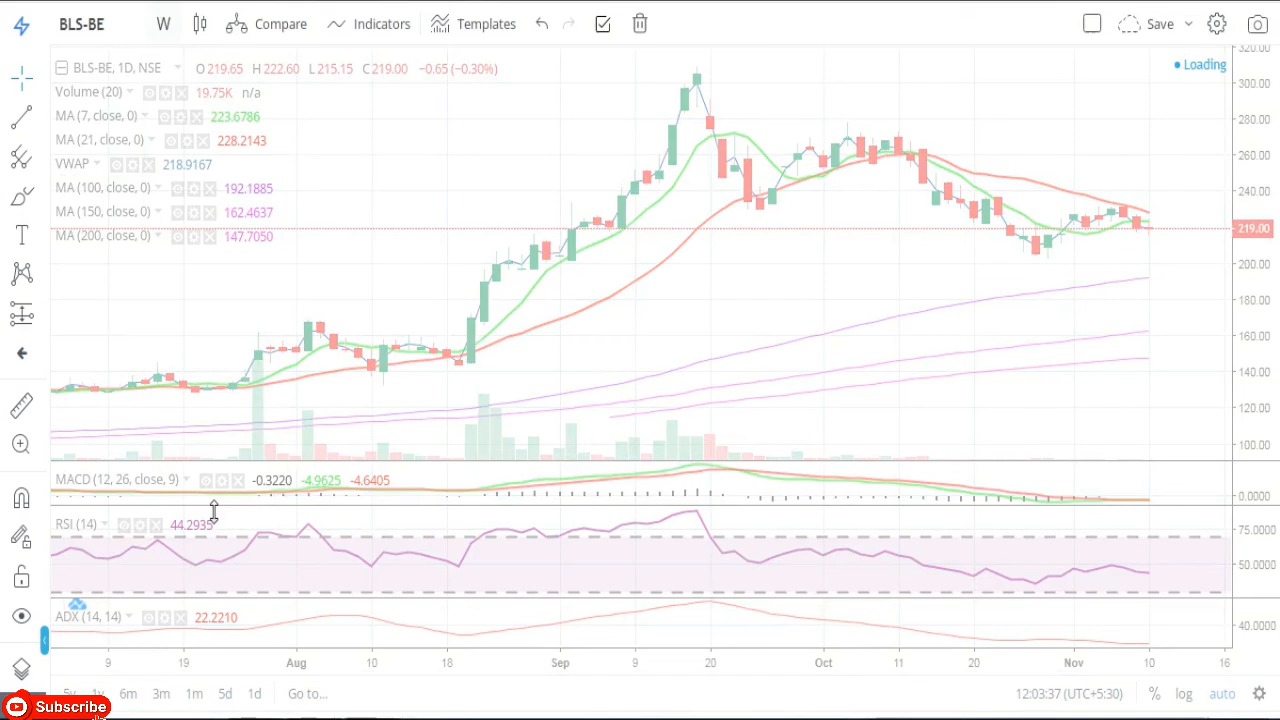 BLS-BE W Compare Indicators Templates Save
320.00
BLS-BE, 1D, NSE O219.65 H222.60 L215.15 C219.00 −0.65 (−0.30%) Loading
300.00
Volume (20) 19.75K n/a
280.00
MA (7, close, 0) 223.6786
MA (21, close, 0) 228.2143
260.00
VWAP 218.9167
MA (100, close, 0) 192.1885
240.00
MA (150, close, 0) 162.4637
MA (200, close, 0) 147.7050
219.00
200.00
180.00
160.00
140.00
120.00
100.00
MACD (12, 26, close, 9) -0.3220 -4.9625 -4.6405
0.0000
RSI (14) 44.2935
75.0000
50.0000
ADX (14, 14) 22.2210
40.0000
9 19 Aug 10 18 Sep 9 20 Oct 11 20 Nov 10 16
5y 1y 6m 3m 1m 5d 1d Go to... 12:03:37 (UTC+5:30) % log auto
Subscribe